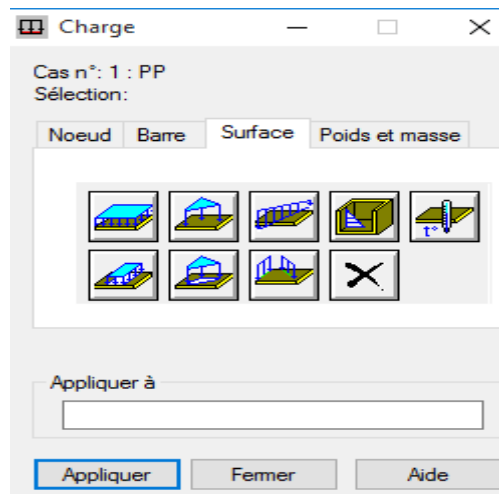 Charge
Cas n°: 1 : PP
Sélection:
Noeud Barre Surface Poids et masse
t°
Appliquer à
Appliquer Fermer Aide